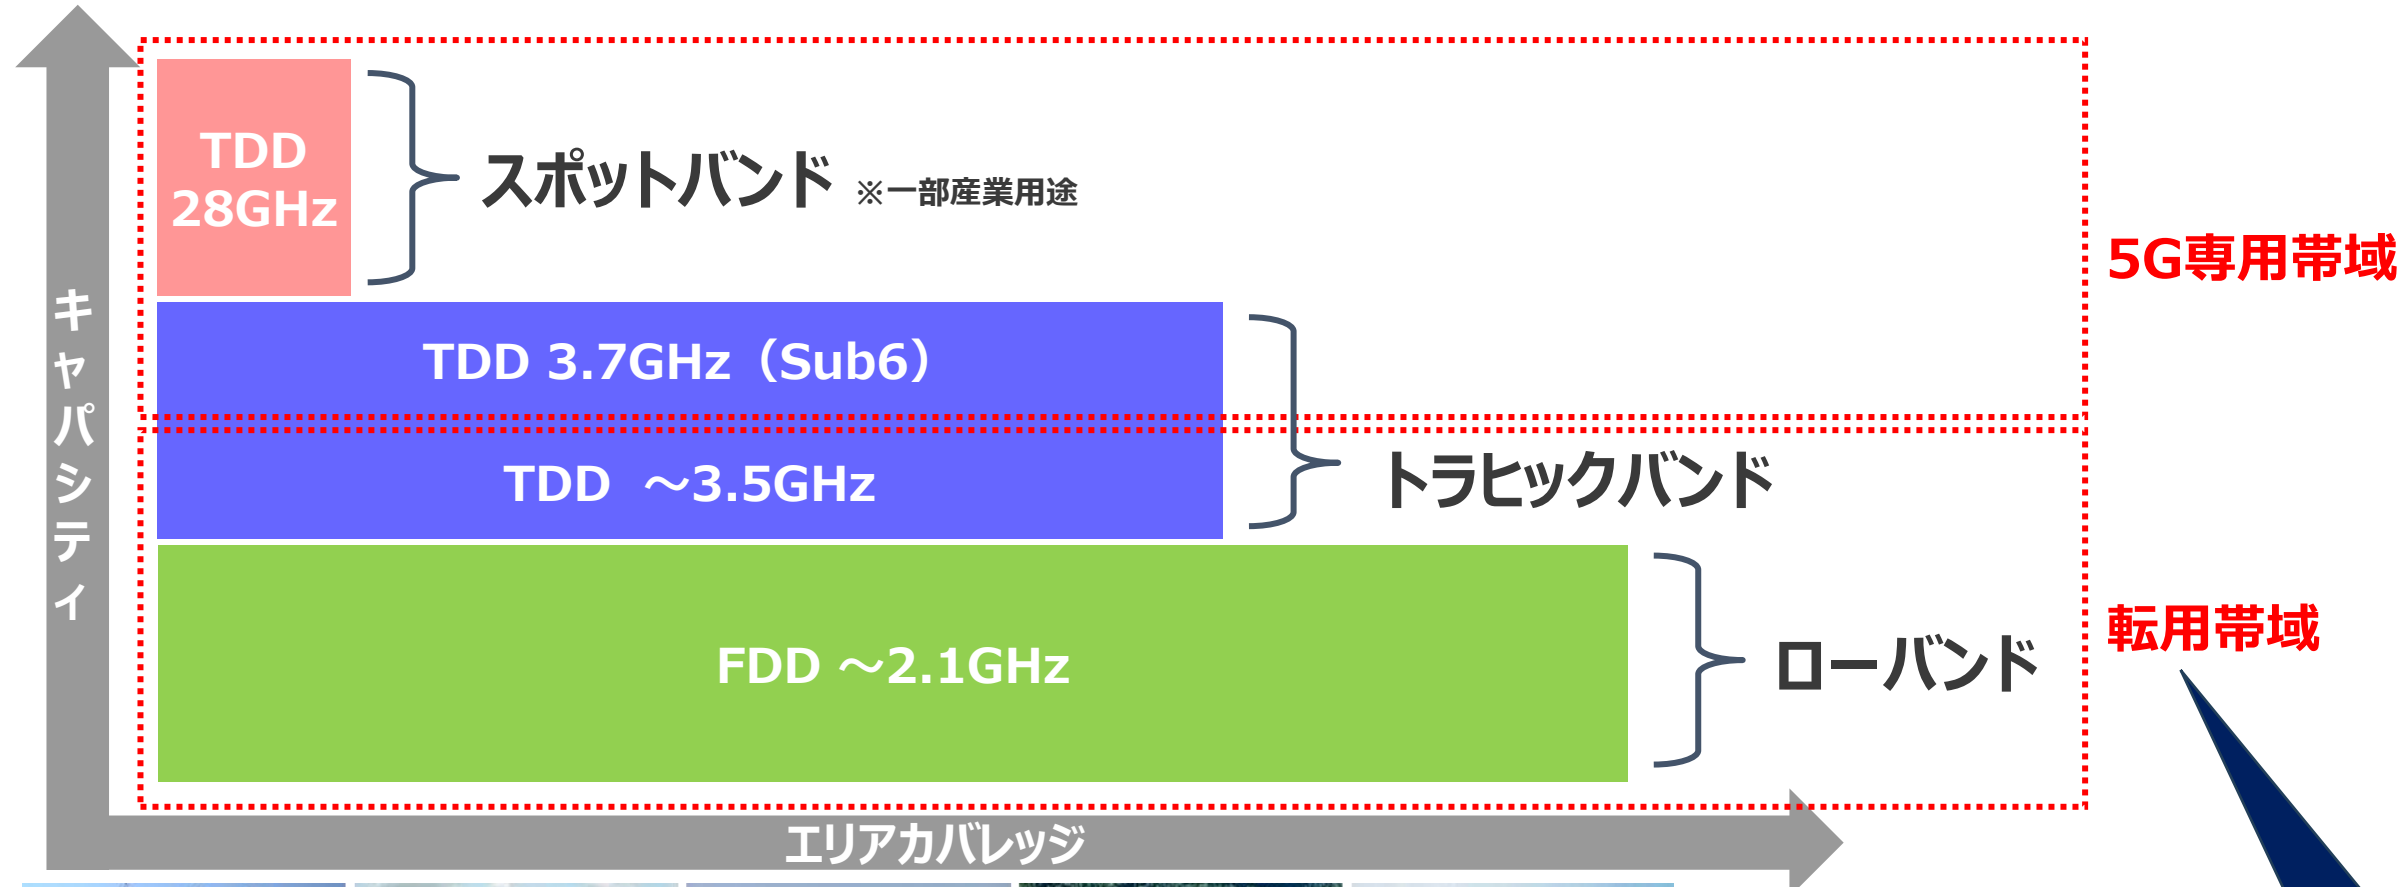 TDD
28GHz
スポットバンド ※一部産業用途
5G専用帯域
キャパシティ
TDD 3.7GHz（Sub6）
TDD ～3.5GHz
トラヒックバンド
FDD ～2.1GHz
ローバンド
転用帯域
エリアカバレッジ